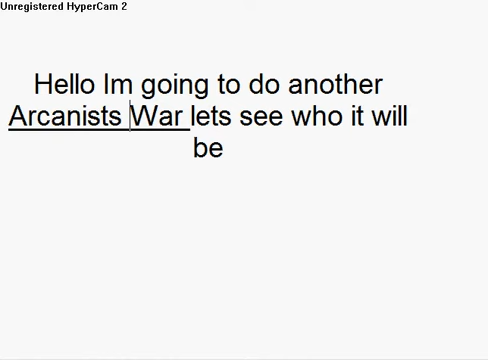 Unregistered HyperCam 2
Hello Im going to do another
Arcanists War lets see who it will
be